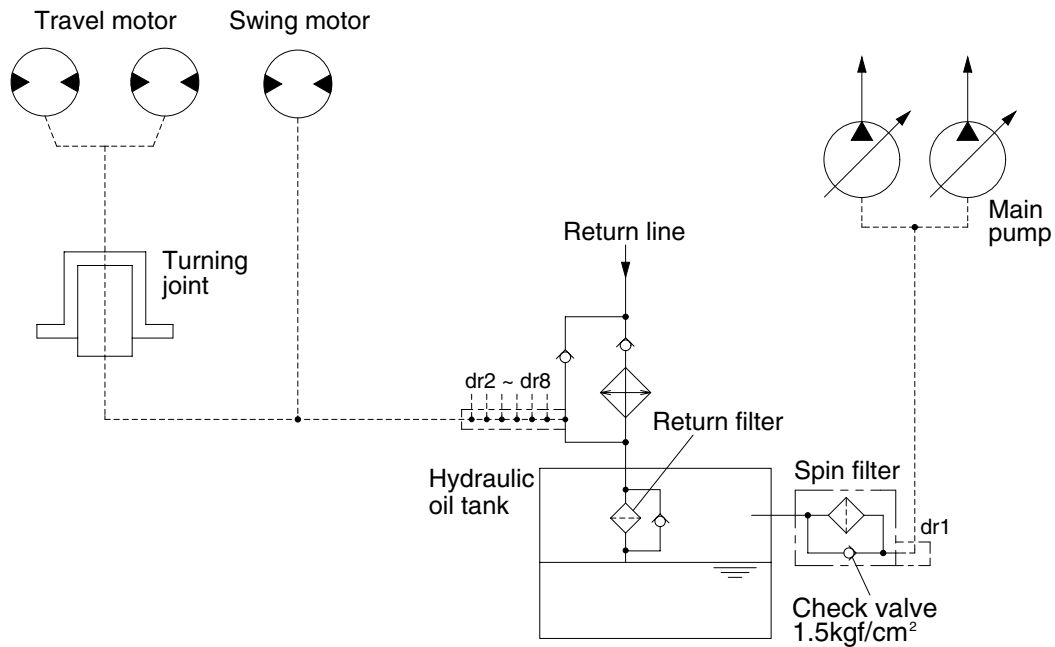 Travel motor
Swing motor
Main
pump
Return line
Turning
joint
dr2 ~ dr8
Return filter
Hydraulic
oil tank
Spin filter
dr1
Check valve
1.5kgf/cm²